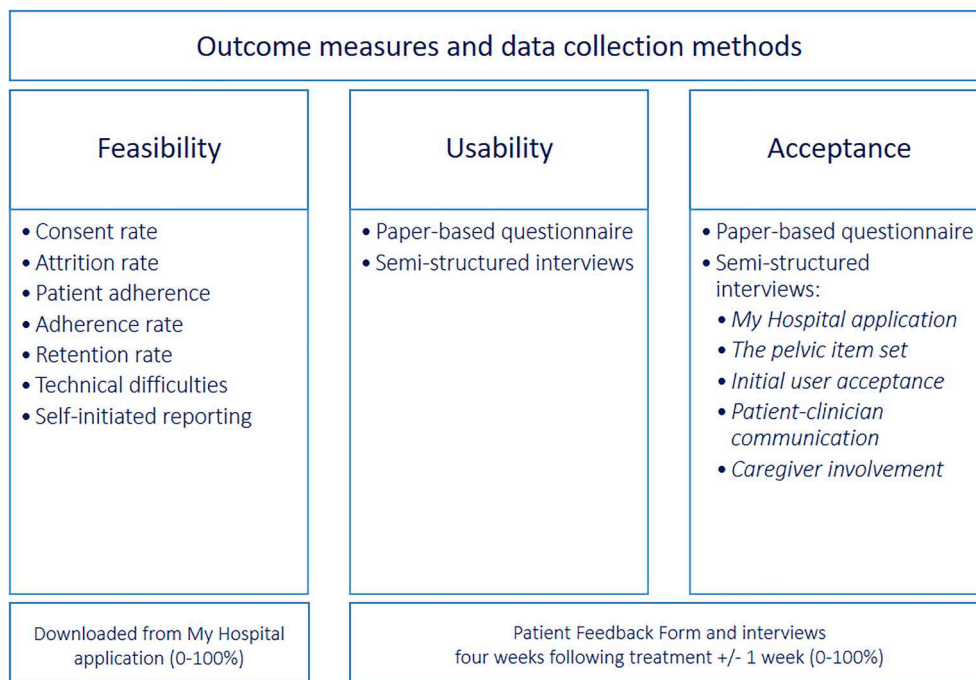 Outcome measures and data collection methods
Feasibility
• Consent rate
• Attrition rate
• Patient adherence
• Adherence rate
• Retention rate
• Technical difficulties
• Self-initiated reporting
Downloaded from My Hospital
application (0-100%)
Usability
• Paper-based questionnaire
• Semi-structured interviews
Acceptance
• Paper-based questionnaire
• Semi-structured
interviews:
• My Hospital application
• The pelvic item set
• Initial user acceptance
• Patient-clinician
communication
• Caregiver involvement
Patient Feedback Form and interviews
four weeks following treatment +/- 1 week (0-100%)